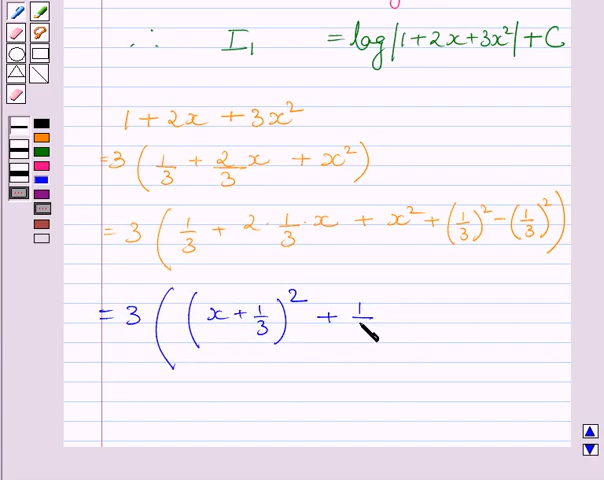 ∴ I₁ = log|1+2x+3x²|+C
1+2x+3x²
=3(1/3 + 2/3 x + x²)
=3(1/3 + 2·1/3·x + x² + (1/3)² − (1/3)²)
=3((x+1/3)² + 1/